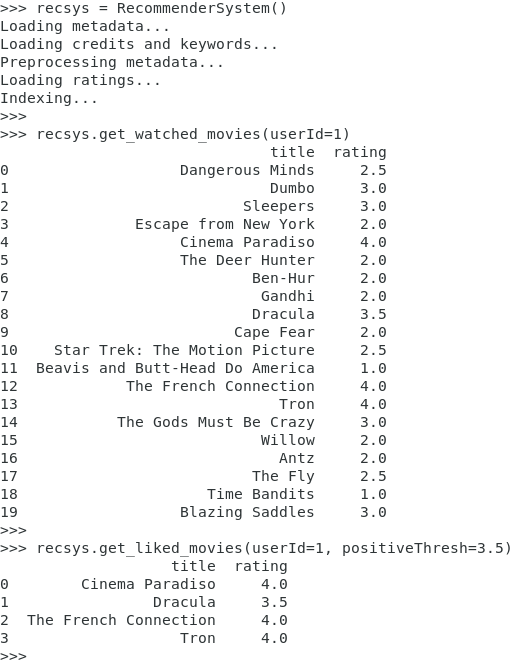 >>> recsys = RecommenderSystem()
Loading metadata...
Loading credits and keywords...
Preprocessing metadata...
Loading ratings...
Indexing...
>>>
>>> recsys.get_watched_movies(userId=1)
                              title  rating
0                   Dangerous Minds     2.5
1                             Dumbo     3.0
2                          Sleepers     3.0
3              Escape from New York     2.0
4                   Cinema Paradiso     4.0
5                   The Deer Hunter     2.0
6                           Ben-Hur     2.0
7                            Gandhi     2.0
8                           Dracula     3.5
9                         Cape Fear     2.0
10    Star Trek: The Motion Picture     2.5
11  Beavis and Butt-Head Do America     1.0
12            The French Connection     4.0
13                             Tron     4.0
14           The Gods Must Be Crazy     3.0
15                           Willow     2.0
16                             Antz     2.0
17                          The Fly     2.5
18                     Time Bandits     1.0
19                  Blazing Saddles     3.0
>>>
>>> recsys.get_liked_movies(userId=1, positiveThresh=3.5)
                   title  rating
0        Cinema Paradiso     4.0
1                Dracula     3.5
2  The French Connection     4.0
3                   Tron     4.0
>>>